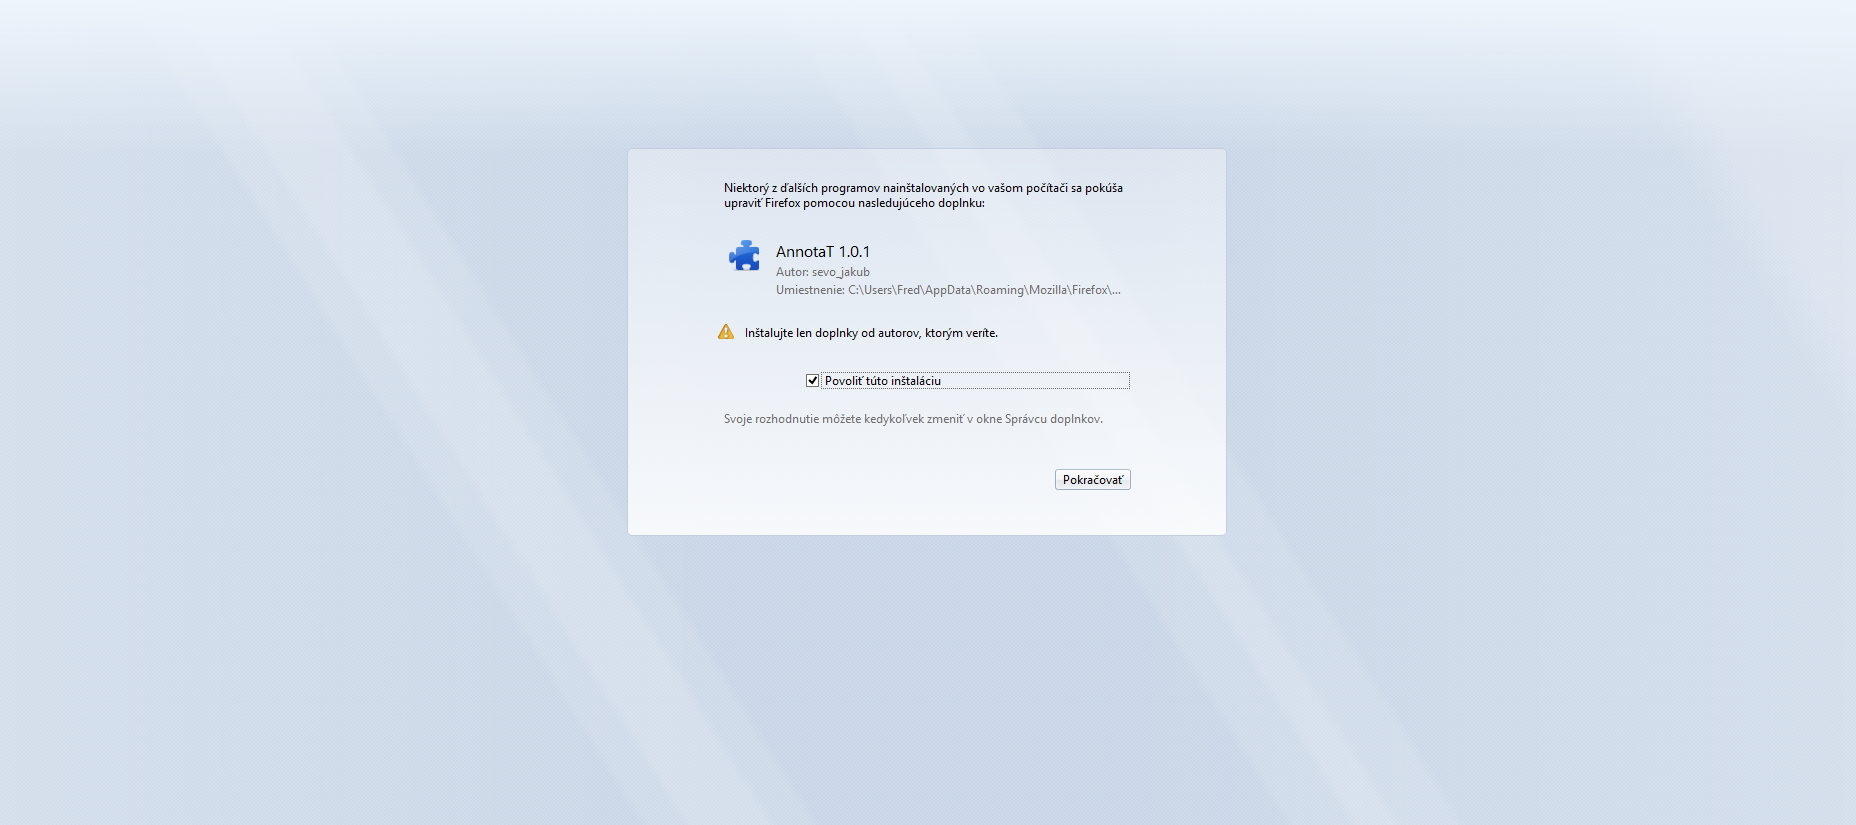 Niektorý z ďalších programov nainštalovaných vo vašom počítači sa pokúša
upraviť Firefox pomocou nasledujúceho doplnku:
AnnotaT 1.0.1
Autor: sevo_jakub
Umiestnenie: C:\Users\Fred\AppData\Roaming\Mozilla\Firefox\...
Inštalujte len doplnky od autorov, ktorým veríte.
Povoliť túto inštaláciu
Svoje rozhodnutie môžete kedykoľvek zmeniť v okne Správcu doplnkov.
Pokračovať